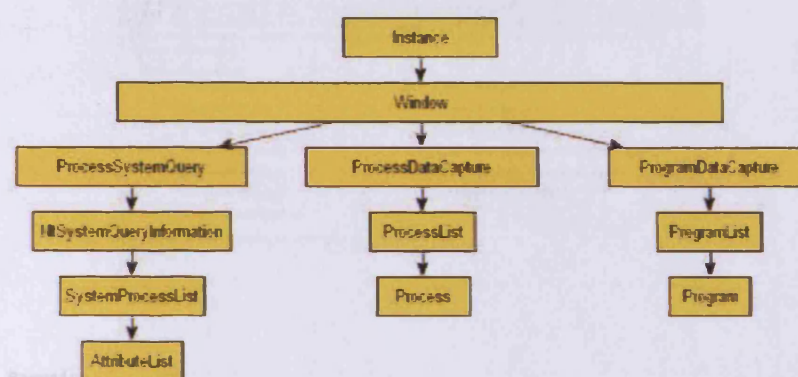 Instance
Window
ProcessSystemQuery
ProcessDataCapture
ProgramDataCapture
NtSystemQueryInformation
ProcessList
ProgramList
SystemProcessList
Process
Program
AttributeList